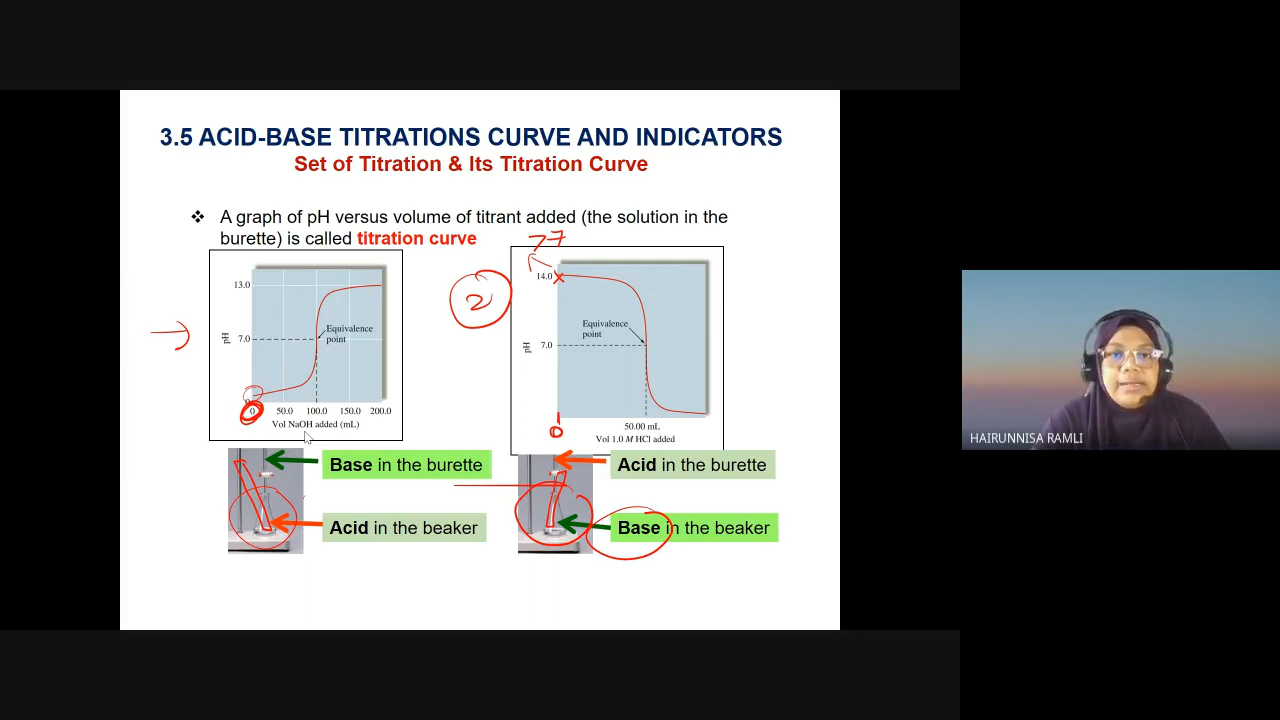 3.5 ACID-BASE TITRATIONS CURVE AND INDICATORS
Set of Titration & Its Titration Curve
❖ A graph of pH versus volume of titrant added (the solution in the
burette) is called titration curve
13.0
7.0
pH
Equivalence
point
0
0 50.0 100.0 150.0 200.0
Vol NaOH added (mL)
Base in the burette
Acid in the beaker
2
>7
14.0
7.0
pH
Equivalence
point
0
50.00 mL
Vol 1.0 M HCl added
Acid in the burette
Base in the beaker
HAIRUNNISA RAMLI